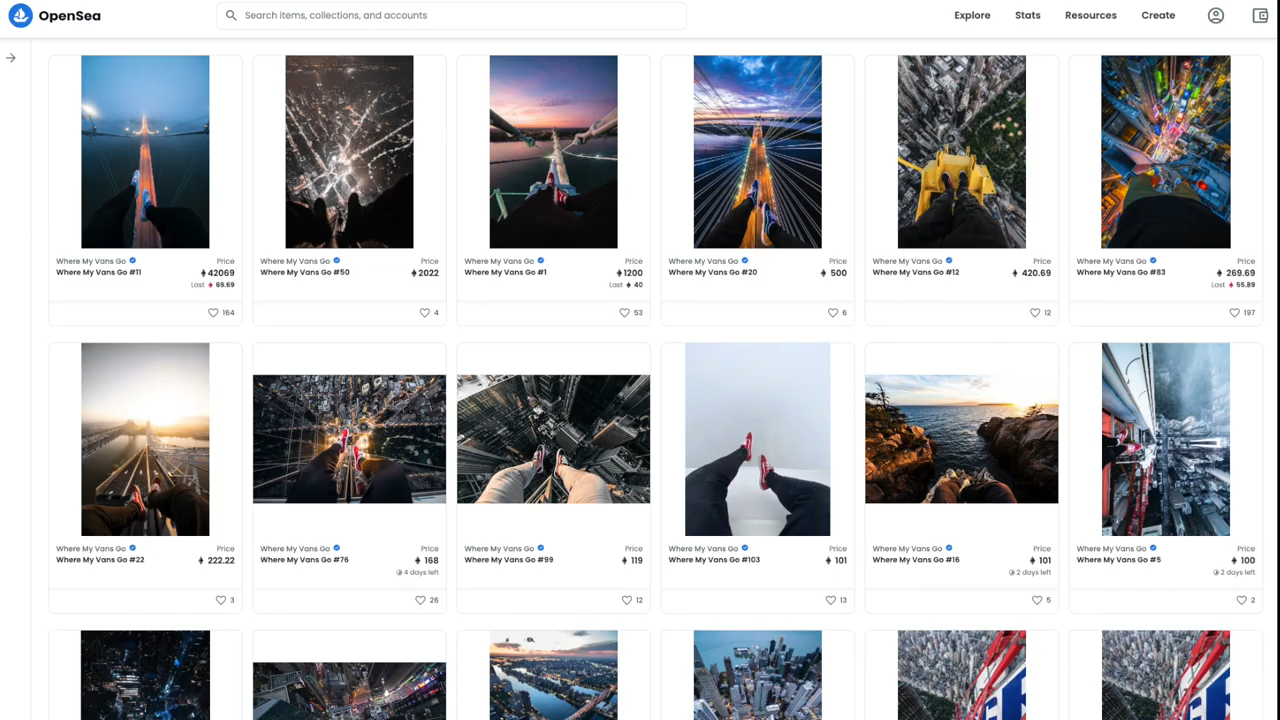 OpenSea
Search items, collections, and accounts
Explore Stats Resources Create
Where My Vans Go Price
Where My Vans Go #11 42069
Last 69.69
164
Where My Vans Go Price
Where My Vans Go #50 2022
4
Where My Vans Go Price
Where My Vans Go #1 1200
Last 40
53
Where My Vans Go Price
Where My Vans Go #20 500
6
Where My Vans Go Price
Where My Vans Go #12 420.69
12
Where My Vans Go Price
Where My Vans Go #83 269.69
Last 55.89
197
Where My Vans Go Price
Where My Vans Go #22 222.22
3
Where My Vans Go Price
Where My Vans Go #76 168
4 days left
26
Where My Vans Go Price
Where My Vans Go #99 119
12
Where My Vans Go Price
Where My Vans Go #103 101
13
Where My Vans Go Price
Where My Vans Go #16 101
2 days left
5
Where My Vans Go Price
Where My Vans Go #5 100
2 days left
2